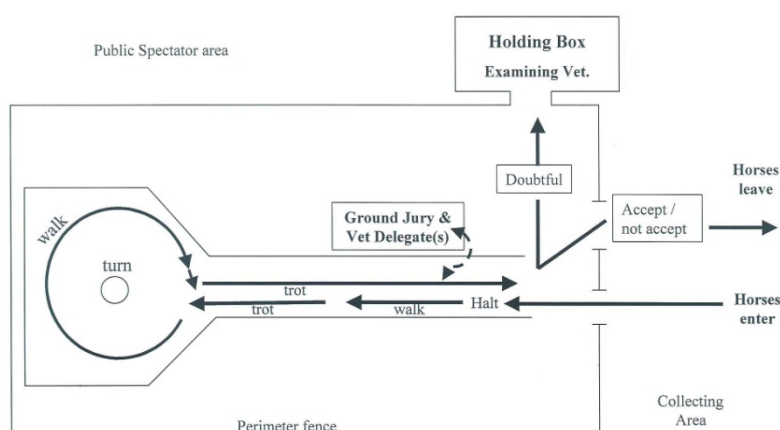 Public Spectator area
Holding Box
Examining Vet.
Doubtful
Horses
leave
Accept /
not accept
Ground Jury &
Vet Delegate(s)
walk
turn
trot
trot
walk
Halt
Horses
enter
Collecting
Area
Perimeter fence